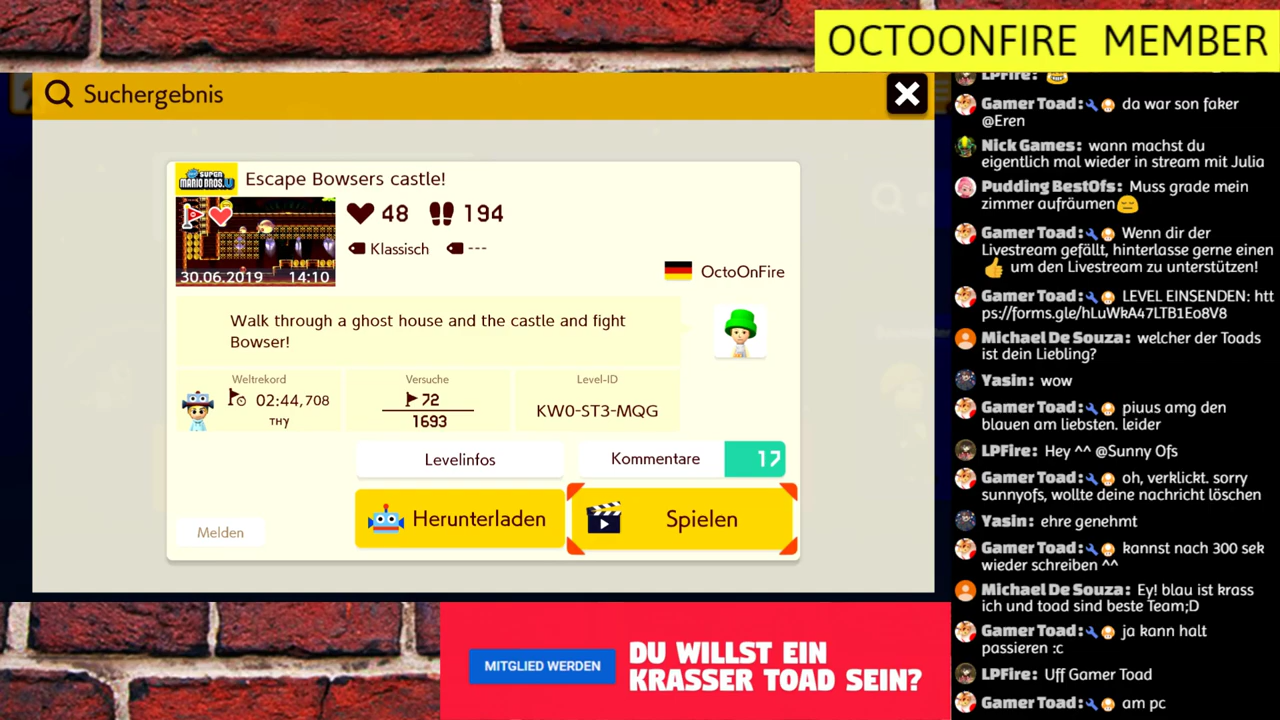 OCTOONFIRE MEMBER
Suchergebnis
NEW SUPER
MARIO BROS. U
Escape Bowsers castle!
48 194
Klassisch ---
30.06.2019 14:10
OctoOnFire
Walk through a ghost house and the castle and fight
Bowser!
Weltrekord
02:44,708
THY
Versuche
72
1693
Level-ID
KW0-ST3-MQG
Levelinfos
Kommentare 17
Melden
Herunterladen
Spielen
MITGLIED WERDEN
DU WILLST EIN
KRASSER TOAD SEIN?
LPFire:
Gamer Toad: da war son faker
@Eren
Nick Games: wann machst du
eigentlich mal wieder in stream mit Julia
Pudding BestOfs: Muss grade mein
zimmer aufräumen
Gamer Toad: Wenn dir der
Livestream gefällt, hinterlasse gerne einen
um den Livestream zu unterstützen!
Gamer Toad: LEVEL EINSENDEN: htt
ps://forms.gle/hLuWkA47LTB1Eo8V8
Michael De Souza: welcher der Toads
ist dein Liebling?
Yasin: wow
Gamer Toad: piuus amg den
blauen am liebsten. leider
LPFire: Hey ^^ @Sunny Ofs
Gamer Toad: oh, verklickt. sorry
sunnyofs, wollte deine nachricht löschen
Yasin: ehre genehmt
Gamer Toad: kannst nach 300 sek
wieder schreiben ^^
Michael De Souza: Ey! blau ist krass
ich und toad sind beste Team;D
Gamer Toad: ja kann halt
passieren :c
LPFire: Uff Gamer Toad
Gamer Toad: am pc